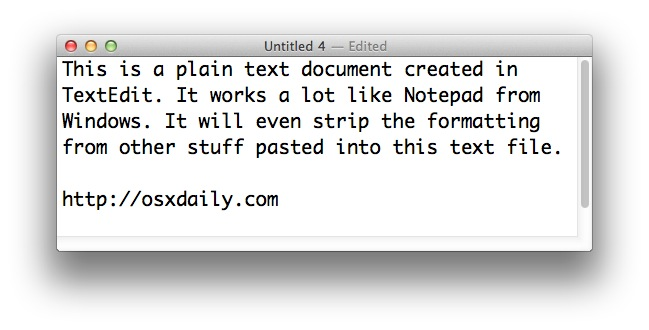 Untitled 4 — Edited
This is a plain text document created in
TextEdit. It works a lot like Notepad from
Windows. It will even strip the formatting
from other stuff pasted into this text file.
http://osxdaily.com